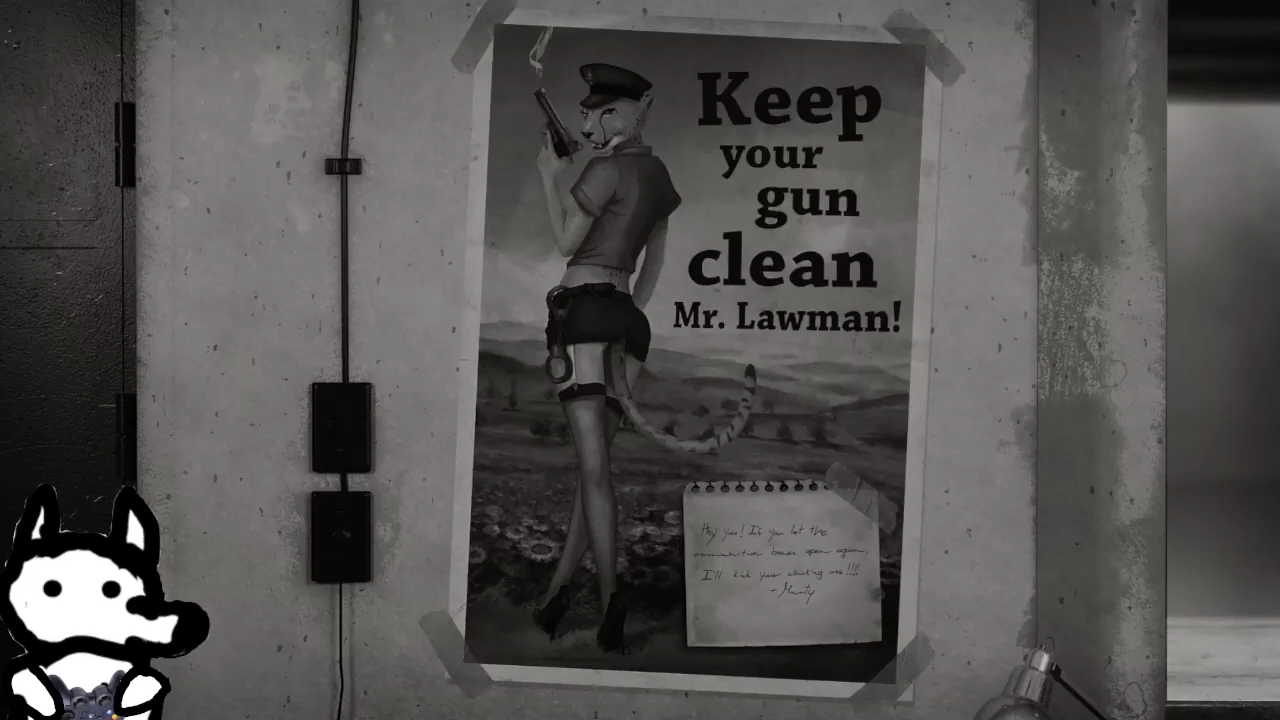 Keep
your
gun
clean
Mr. Lawman!
Hey you! If you let the
ammunition boxes open again,
I'll kick your ass!!!!